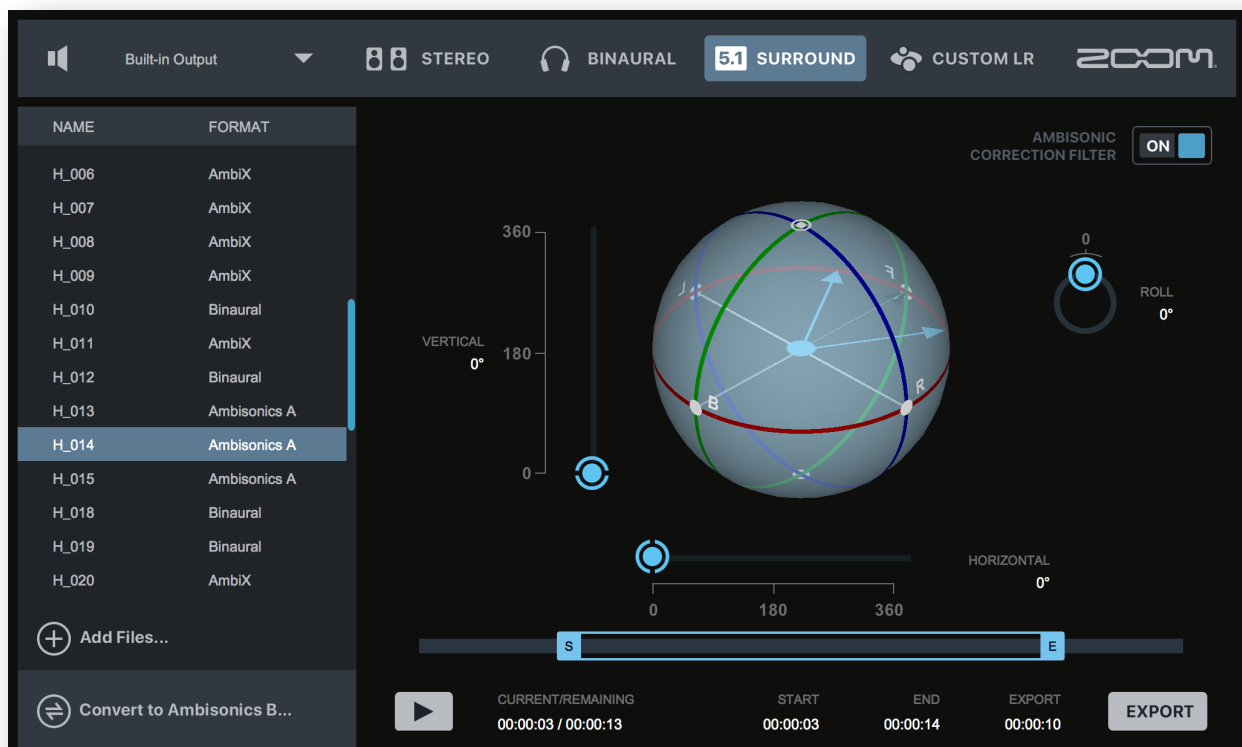 Built-in Output
STEREO
BINAURAL
5.1 SURROUND
CUSTOM LR
ZOOM
NAME FORMAT
H_006 AmbiX
H_007 AmbiX
H_008 AmbiX
H_009 AmbiX
H_010 Binaural
H_011 AmbiX
H_012 Binaural
H_013 Ambisonics A
H_014 Ambisonics A
H_015 Ambisonics A
H_018 Binaural
H_019 Binaural
H_020 AmbiX
Add Files...
Convert to Ambisonics B...
AMBISONIC
CORRECTION FILTER
ON
360
180
0
VERTICAL
0°
L
F
B
R
0
ROLL
0°
HORIZONTAL
0°
0 180 360
S E
CURRENT/REMAINING START END EXPORT
00:00:03 / 00:00:13 00:00:03 00:00:14 00:00:10
EXPORT